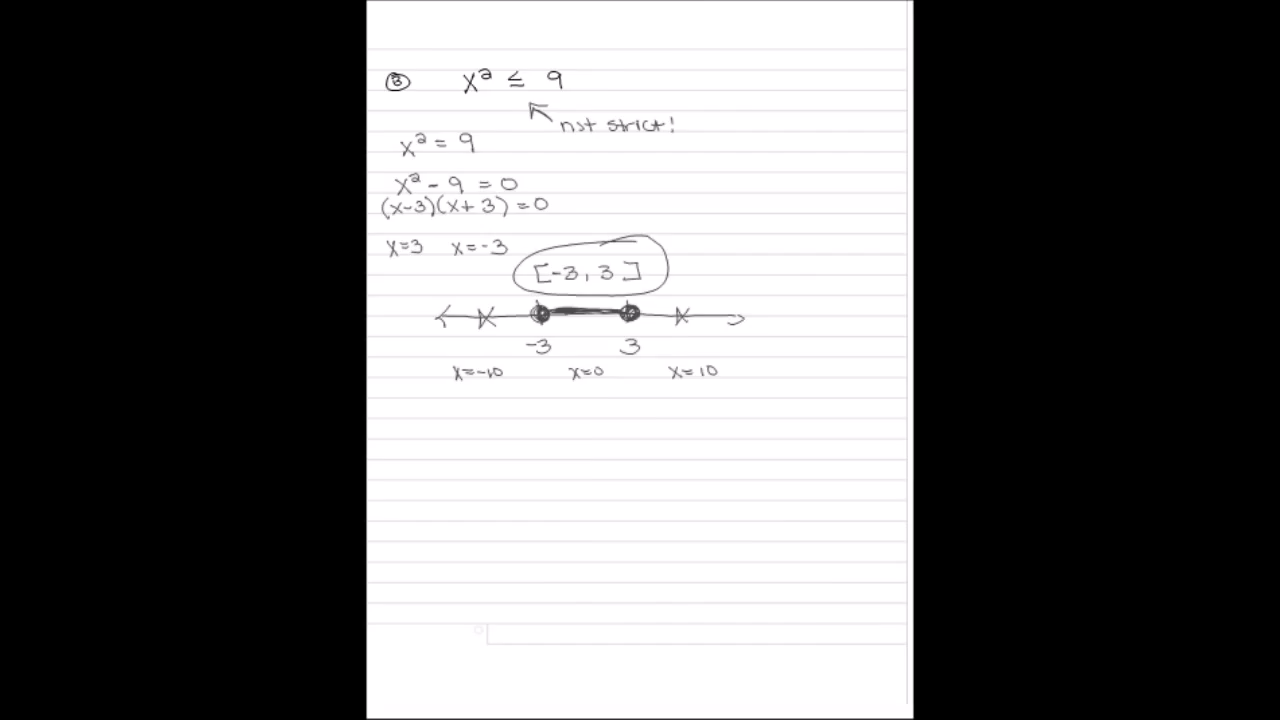 ③ x² ≤ 9
not strict!
x² = 9
x² - 9 = 0
(x-3)(x+3) = 0
x=3 x=-3
[-3, 3]
-3 3
x=-10 x=0 x=10